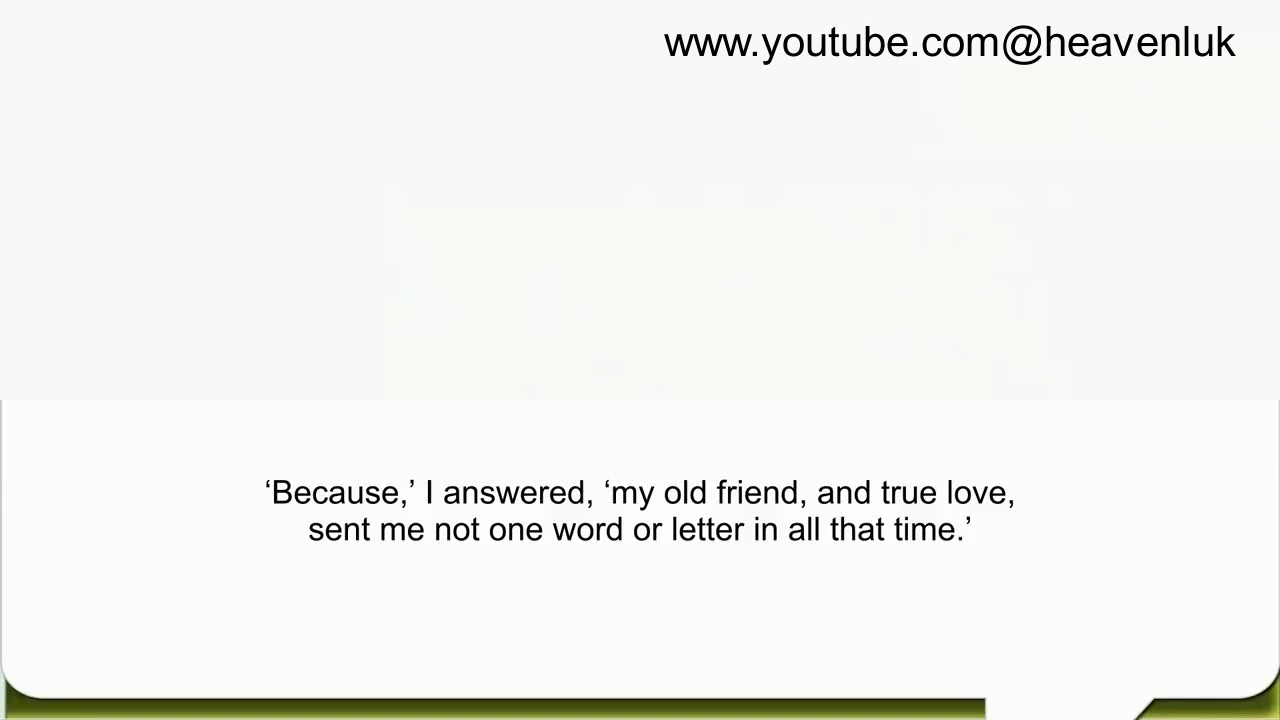 www.youtube.com@heavenluk
‘Because,’ I answered, ‘my old friend, and true love,
sent me not one word or letter in all that time.’